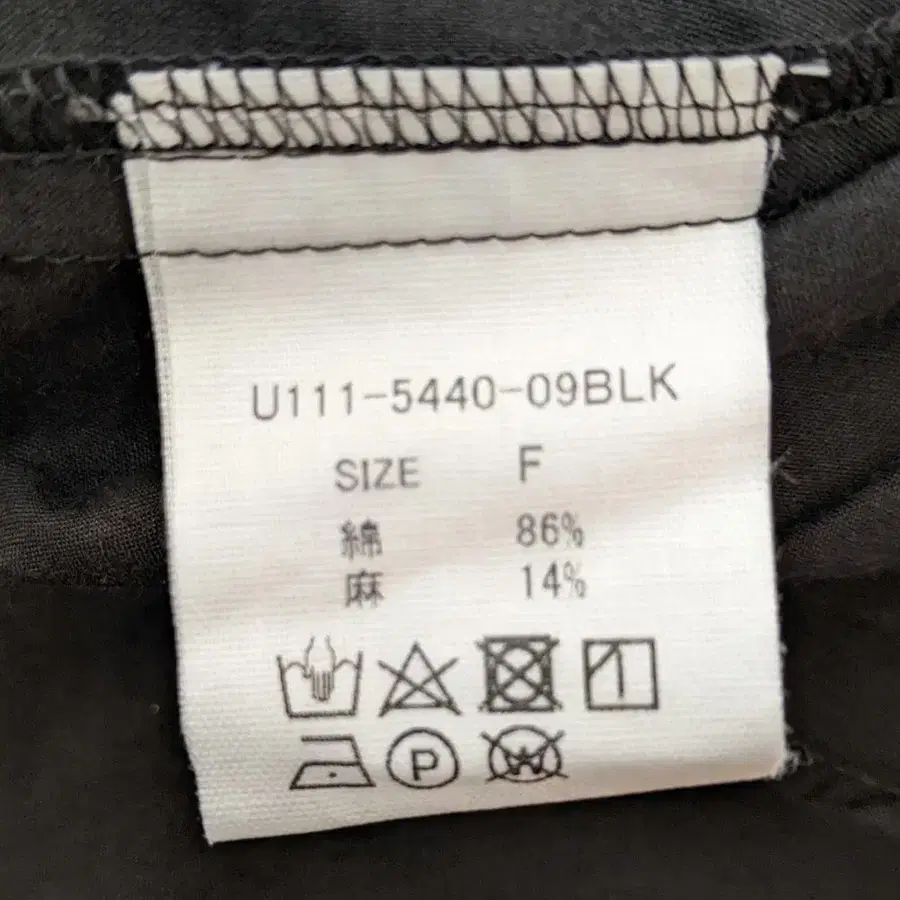 U111-5440-09BLK
SIZE F
綿 86%
麻 14%
P
W